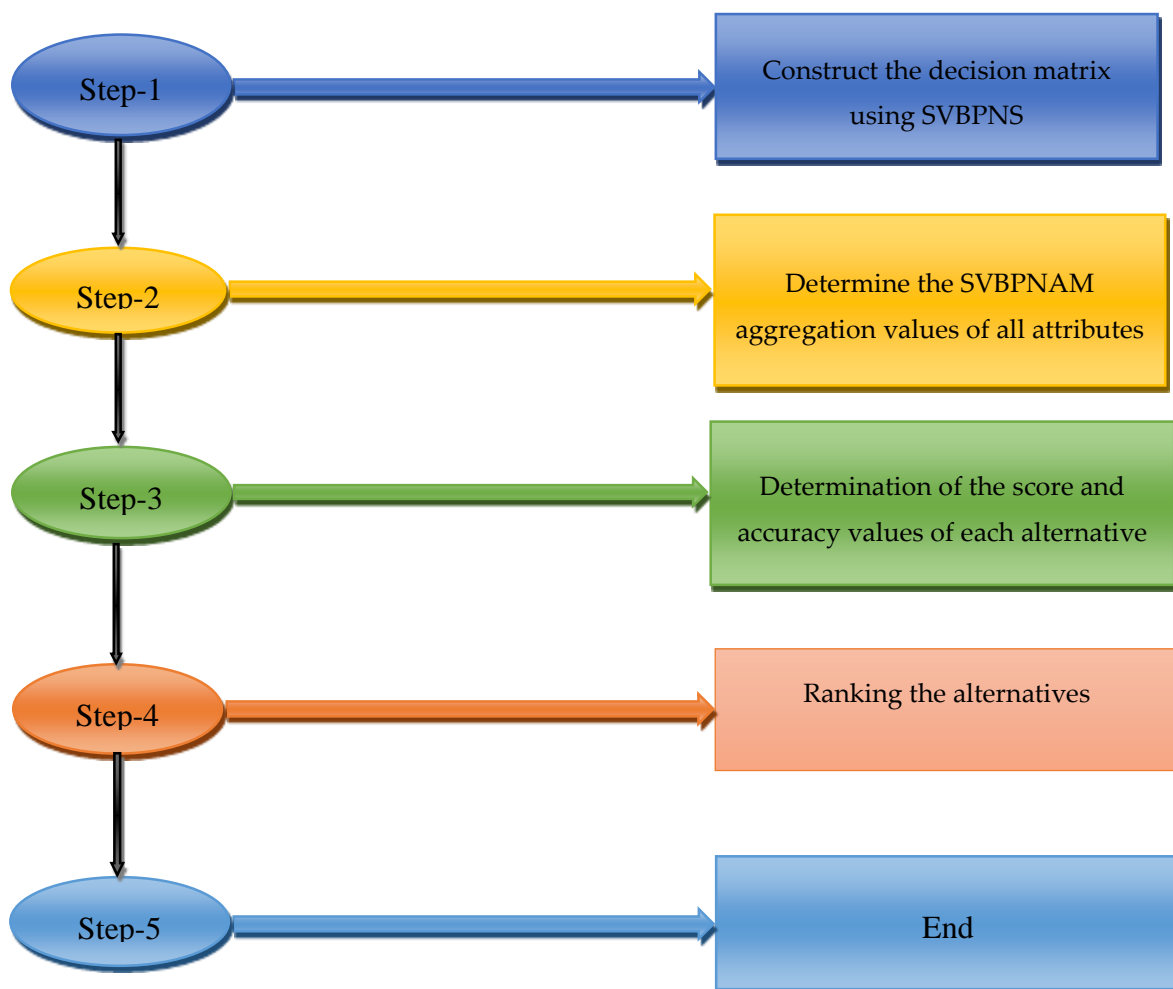 Step-1
Construct the decision matrix
using SVBPNS
Step-2
Determine the SVBPNAM
aggregation values of all attributes
Step-3
Determination of the score and
accuracy values of each alternative
Step-4
Ranking the alternatives
Step-5
End